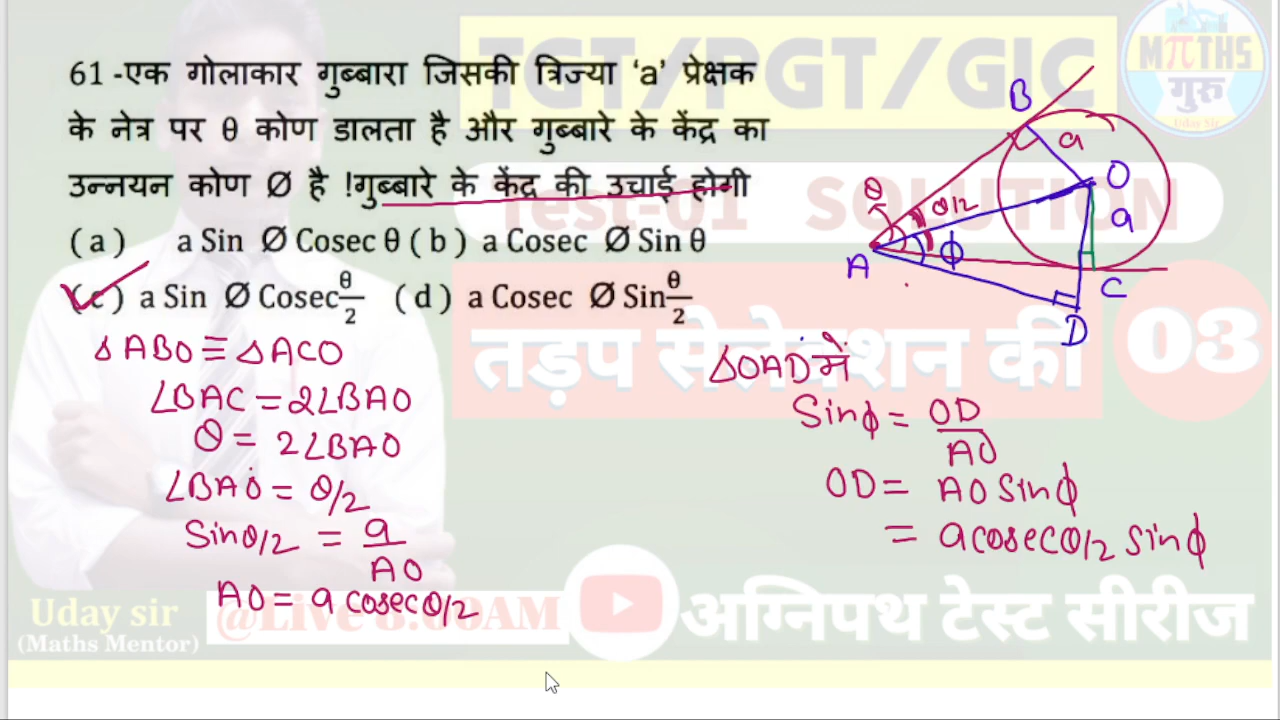 TGT/PGT/GIC
MπTHS
गुरु
Uday Sir
61 -एक गोलाकार गुब्बारा जिसकी त्रिज्या ‘a’ प्रेक्षक
के नेत्र पर θ कोण डालता है और गुब्बारे के केंद्र का
उन्नयन कोण Ø है !गुब्बारे के केंद्र की उचाई होगी
(a) a Sin Ø Cosec θ (b) a Cosec Ø Sin θ
(c) a Sin Ø Cosec θ/2 (d) a Cosec Ø Sin θ/2
Test-01 SOLUTION
B
a
O
θ
θ/2
a
A
ϕ
C
D
तड़प सेलेक्शन की 03
△ABO ≡ △ACO
∠BAC = 2∠BAO
θ = 2∠BAO
∠BAO = θ/2
Sinθ/2 = a/AO
AO = a cosecθ/2
△OAD में
Sinϕ = OD/AO
OD = AO Sinϕ
= a cosecθ/2 sinϕ
Uday sir
(Maths Mentor)
@Live 8:00AM
अग्निपथ टेस्ट सीरीज